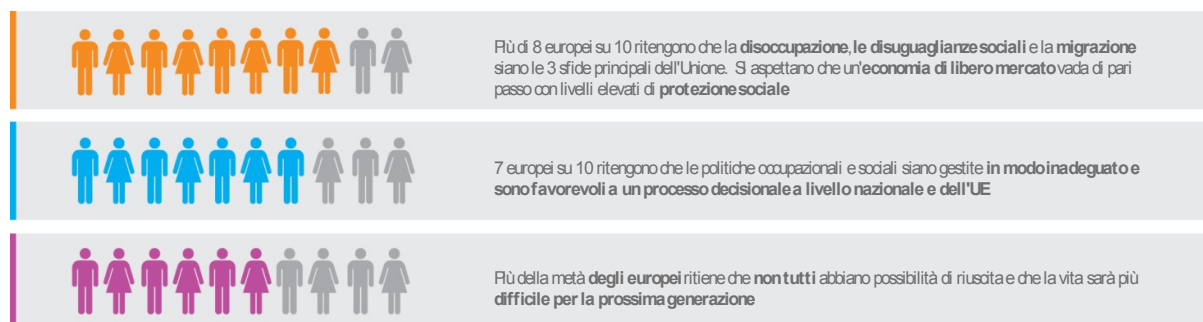 Più di 8 europei su 10 ritengono che la disoccupazione, le disuguaglianze sociali e la migrazione
siano le 3 sfide principali dell'Unione. Si aspettano che un'economia di libero mercato vada di pari
passo con livelli elevati di protezione sociale
7 europei su 10 ritengono che le politiche occupazionali e sociali siano gestite in modo inadeguato e
sono favorevoli a un processo decisionale a livello nazionale e dell'UE
Più della metà degli europei ritiene che non tutti abbiano possibilità di riuscita e che la vita sarà più
difficile per la prossima generazione